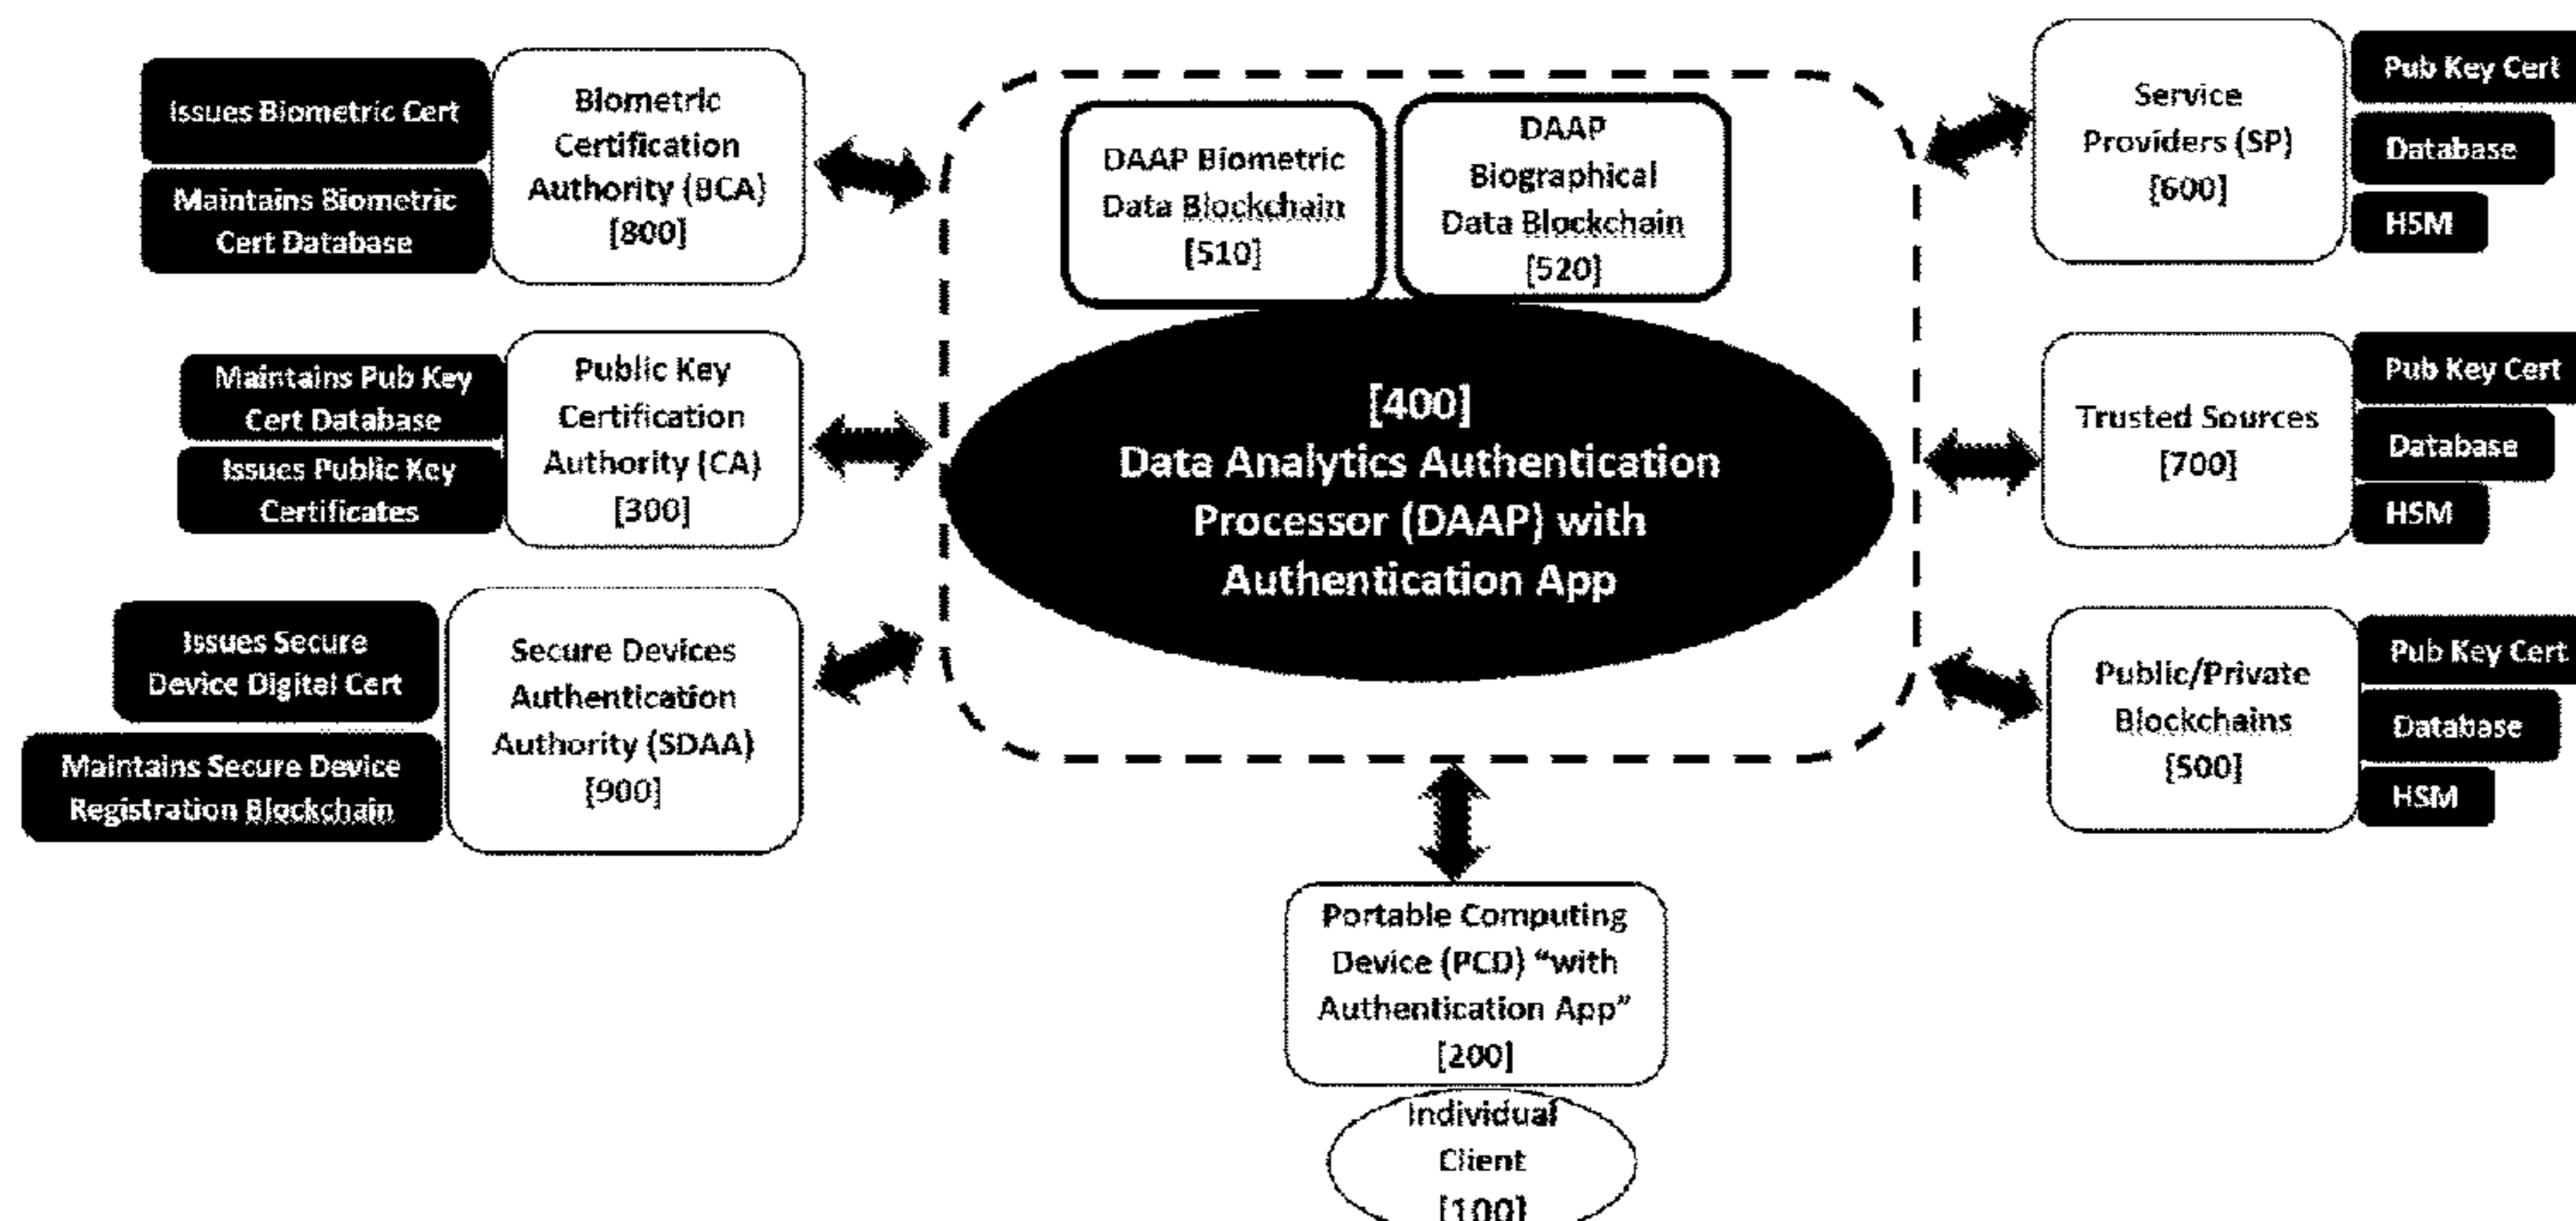 Issues Biometric Cert
Maintains Biometric
Cert Database
Biometric
Certification
Authority (BCA)
[800]
Maintains Pub Key
Cert Database
Issues Public Key
Certificates
Public Key
Certification
Authority (CA)
[300]
Issues Secure
Device Digital Cert
Maintains Secure Device
Registration Blockchain
Secure Devices
Authentication
Authority (SDAA)
[900]
DAAP Biometric
Data Blockchain
[510]
DAAP
Biographical
Data Blockchain
[520]
[400]
Data Analytics Authentication
Processor (DAAP) with
Authentication App
Service
Providers (SP)
[600]
Pub Key Cert
Database
HSM
Trusted Sources
[700]
Pub Key Cert
Database
HSM
Public/Private
Blockchains
[500]
Pub Key Cert
Database
HSM
Portable Computing
Device (PCD) “with
Authentication App”
[200]
Individual
Client
[100]